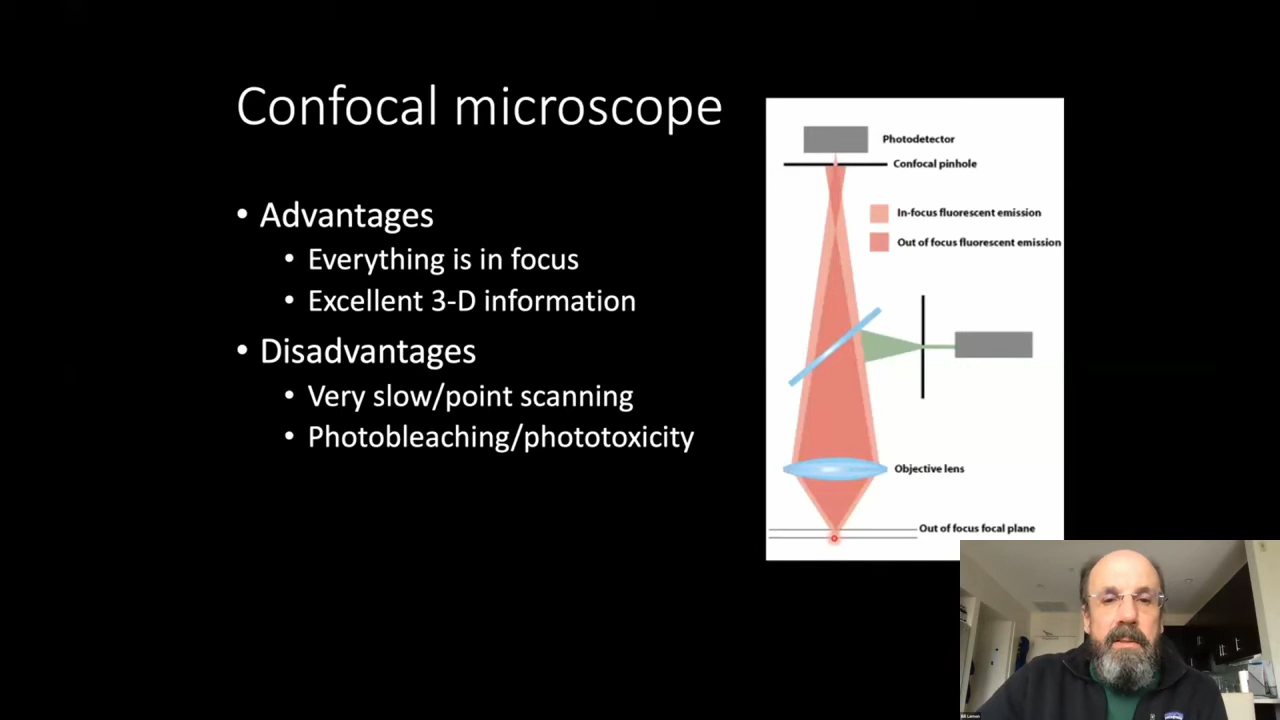 Confocal microscope
• Advantages
• Everything is in focus
• Excellent 3-D information
• Disadvantages
• Very slow/point scanning
• Photobleaching/phototoxicity
Photodetector
Confocal pinhole
In-focus fluorescent emission
Out of focus fluorescent emission
Objective lens
Out of focus focal plane